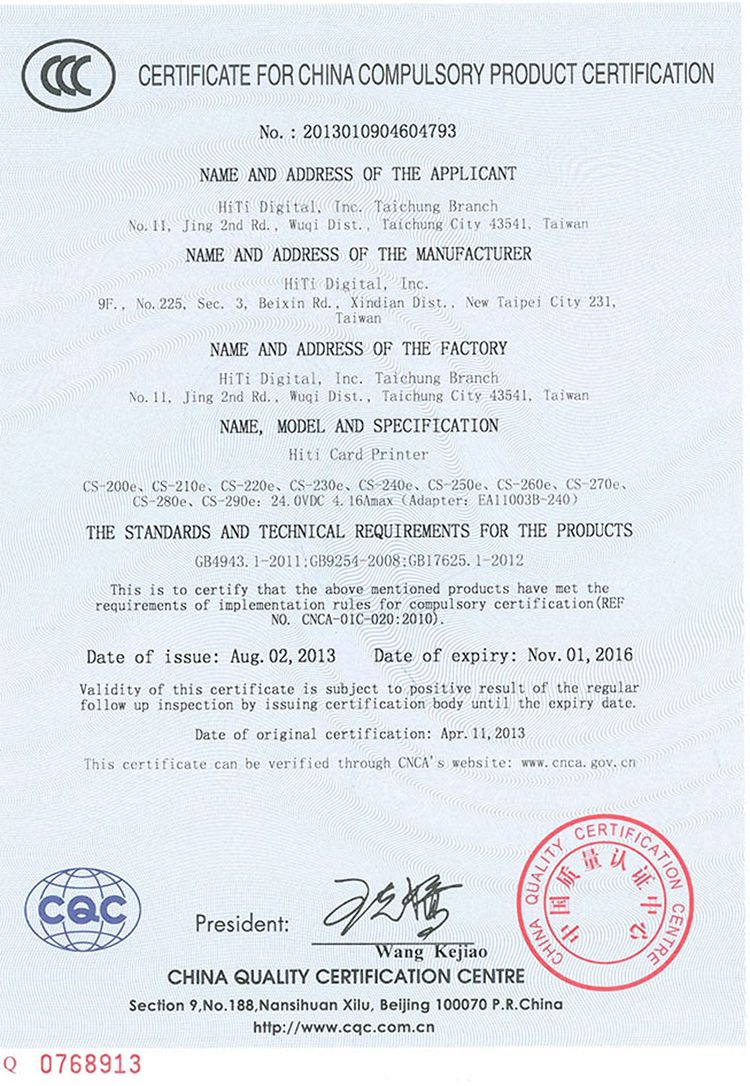 CCC
CERTIFICATE FOR CHINA COMPULSORY PRODUCT CERTIFICATION
No. : 2013010904604793
NAME AND ADDRESS OF THE APPLICANT
HiTi Digital, Inc. Taichung Branch
No.11, Jing 2nd Rd., Wuqi Dist., Taichung City 43541, Taiwan
NAME AND ADDRESS OF THE MANUFACTURER
HiTi Digital, Inc.
9F., No.225, Sec. 3, Beixin Rd., Xindian Dist., New Taipei City 231,
Taiwan
NAME AND ADDRESS OF THE FACTORY
HiTi Digital, Inc. Taichung Branch
No.11, Jing 2nd Rd., Wuqi Dist., Taichung City 43541, Taiwan
NAME, MODEL AND SPECIFICATION
Hiti Card Printer
CS-200e、CS-210e、CS-220e、CS-230e、CS-240e、CS-250e、CS-260e、CS-270e、
CS-280e、CS-290e: 24.0VDC 4.16Amax (Adapter: EA11003B-240)
THE STANDARDS AND TECHNICAL REQUIREMENTS FOR THE PRODUCTS
GB4943.1-2011;GB9254-2008;GB17625.1-2012
This is to certify that the above mentioned products have met the
requirements of implementation rules for compulsory certification(REF
NO. CNCA-01C-020:2010).
Date of issue: Aug.02,2013 Date of expiry: Nov.01,2016
Validity of this certificate is subject to positive result of the regular
follow up inspection by issuing certification body until the expiry date.
Date of original certification: Apr.11,2013
This certificate can be verified through CNCA's website: www.cnca.gov.cn
CHINA QUALITY CERTIFICATION CENTRE
中国质量认证中心
CQC
President:
Wang Kejiao
CHINA QUALITY CERTIFICATION CENTRE
Section 9,No.188,Nansihuan Xilu, Beijing 100070 P.R.China
http://www.cqc.com.cn
Q 0768913